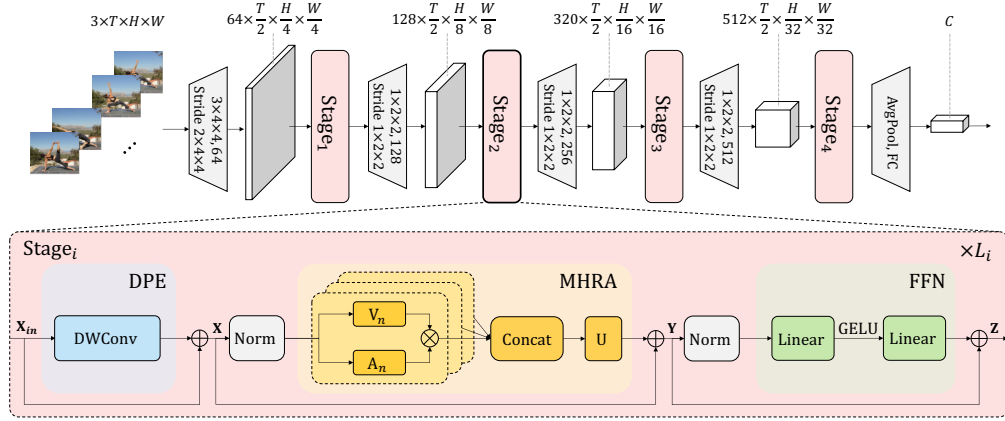 3×T×H×W
64×T/2×H/4×W/4
128×T/2×H/8×W/8
320×T/2×H/16×W/16
512×T/2×H/32×W/32
C
3×4×4, 64
Stride 2×4×4
Stage₁
1×2×2, 128
Stride 1×2×2
Stage₂
1×2×2, 256
Stride 1×2×2
Stage₃
1×2×2, 512
Stride 1×2×2
Stage₄
AvgPool, FC
...
Stageᵢ
×Lᵢ
DPE
MHRA
FFN
X_in
DWConv
X
Norm
Vₙ
Aₙ
Concat
U
Y
Norm
Linear
GELU
Linear
Z